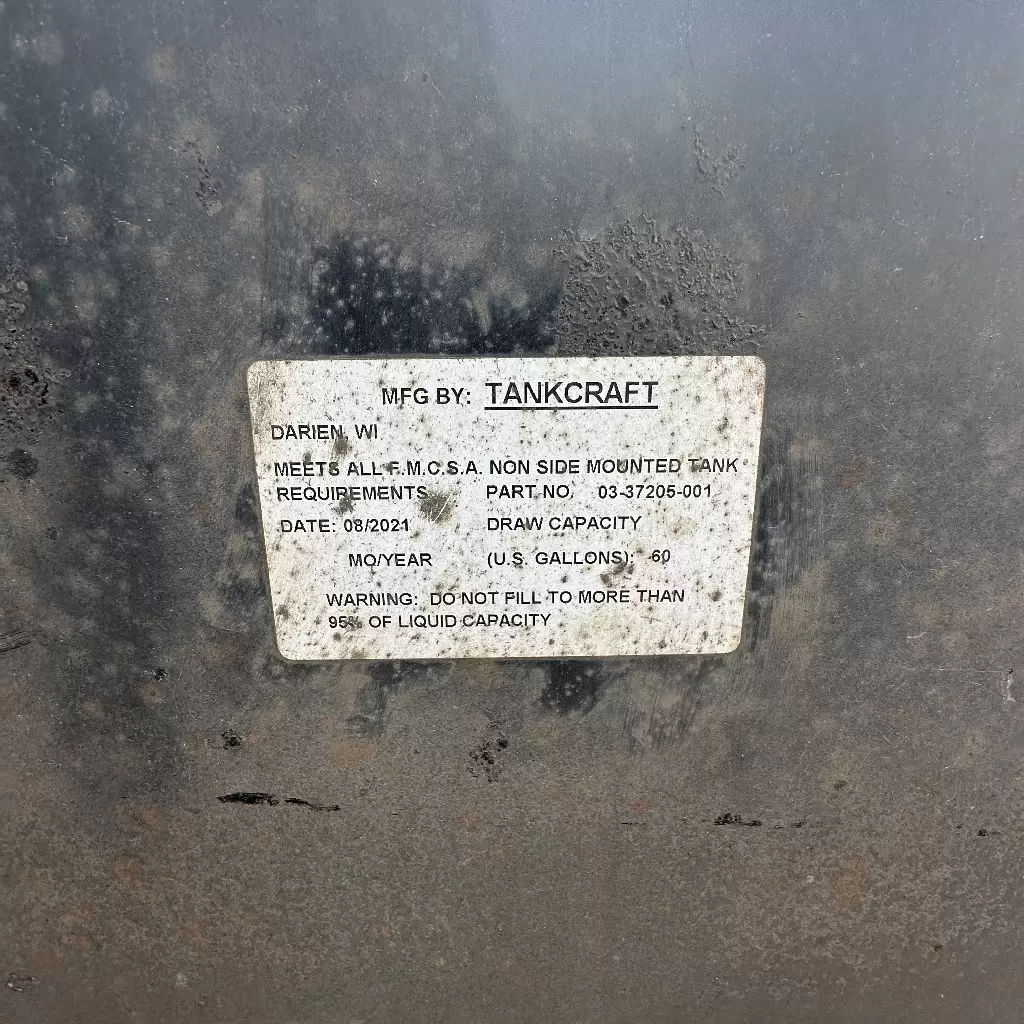 MFG BY: TANKCRAFT
DARIEN, WI
MEETS ALL F.M.C.S.A. NON SIDE MOUNTED TANK
REQUIREMENTS PART NO. 03-37205-001
DATE: 08/2021 DRAW CAPACITY
MO/YEAR (U.S. GALLONS): 60
WARNING: DO NOT FILL TO MORE THAN
95% OF LIQUID CAPACITY